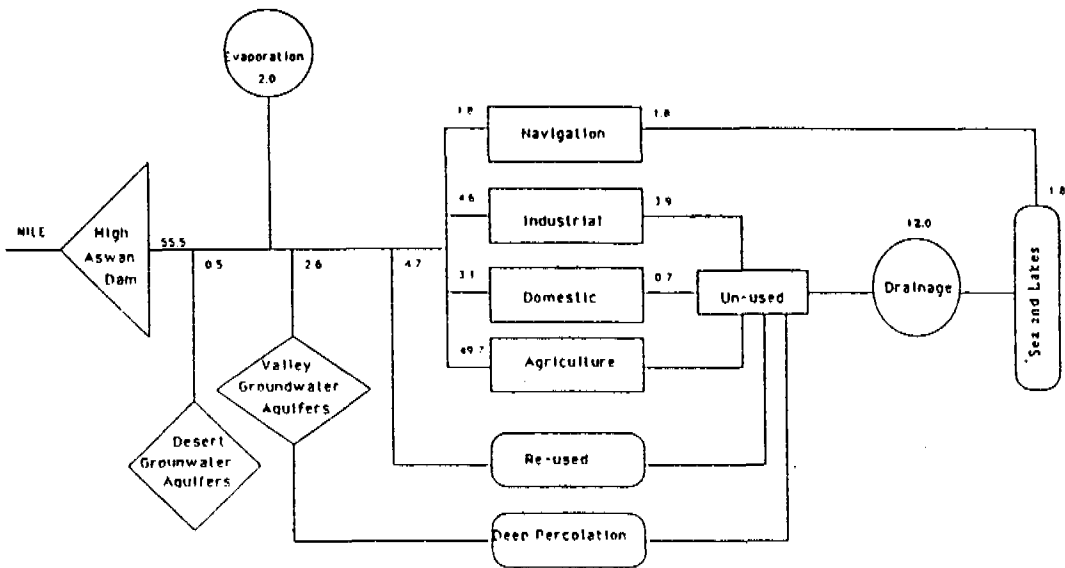 Evaporation
2.0
1.8
1.8
Navigation
1.8
NILE
High
Aswan
Dam
55.5
4.6
Industrial
3.9
12.0
0.5
2.6
4.7
3.1
Domestic
0.7
Un-used
Drainage
Sea and Lakes
49.7
Agriculture
Valley
Groundwater
Aquifers
Desert
Grounwater
Aquifers
Re-used
Deep Percolation